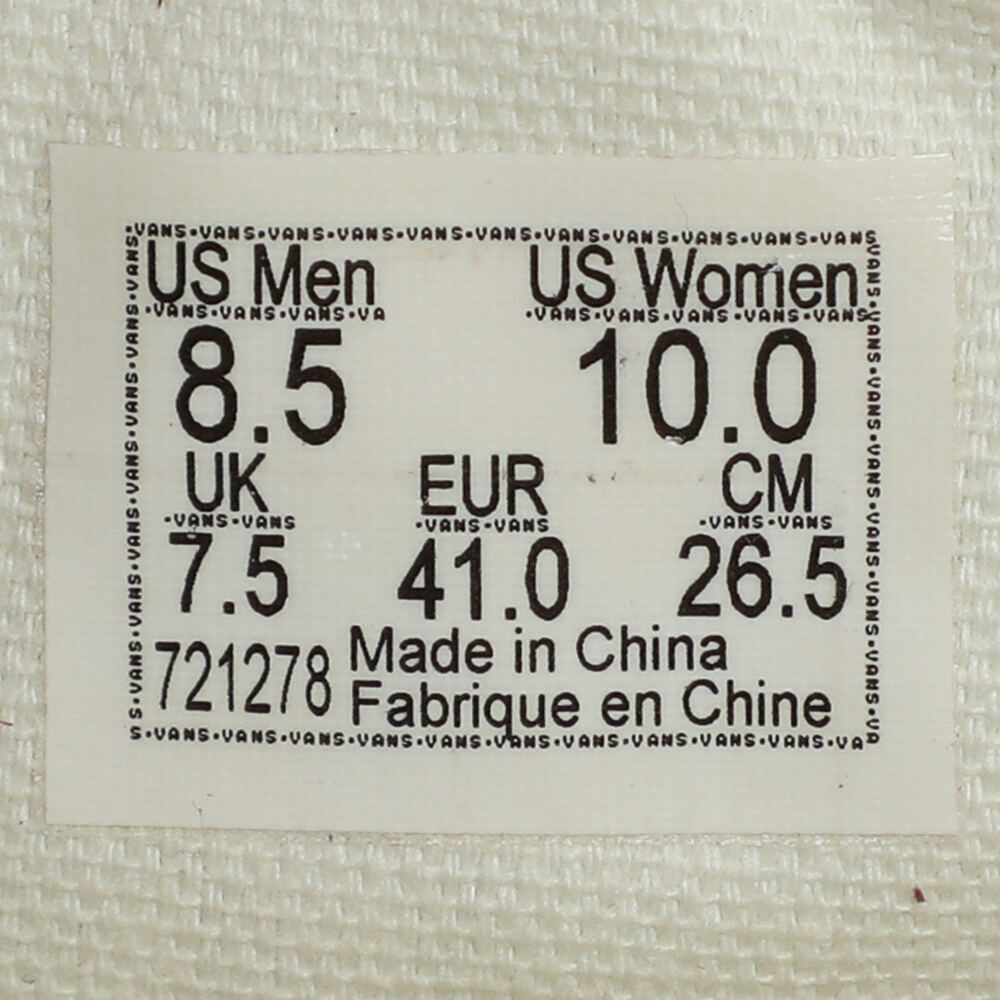 ·VANS·VANS·VANS·VANS·VANS·VANS·VANS·VANS·VANS·VANS·VANS
US Men US Women
·VANS·VANS·VANS·VA ·VANS·VANS·VANS·VANS·VANS
8.5 10.0
UK EUR CM
·VANS·VANS ·VANS·VANS ·VANS·VANS
7.5 41.0 26.5
721278 Made in China
Fabrique en Chine
S·VANS·VANS·VANS·VANS·VANS·VANS·VANS·VANS·VANS·VANS·VA